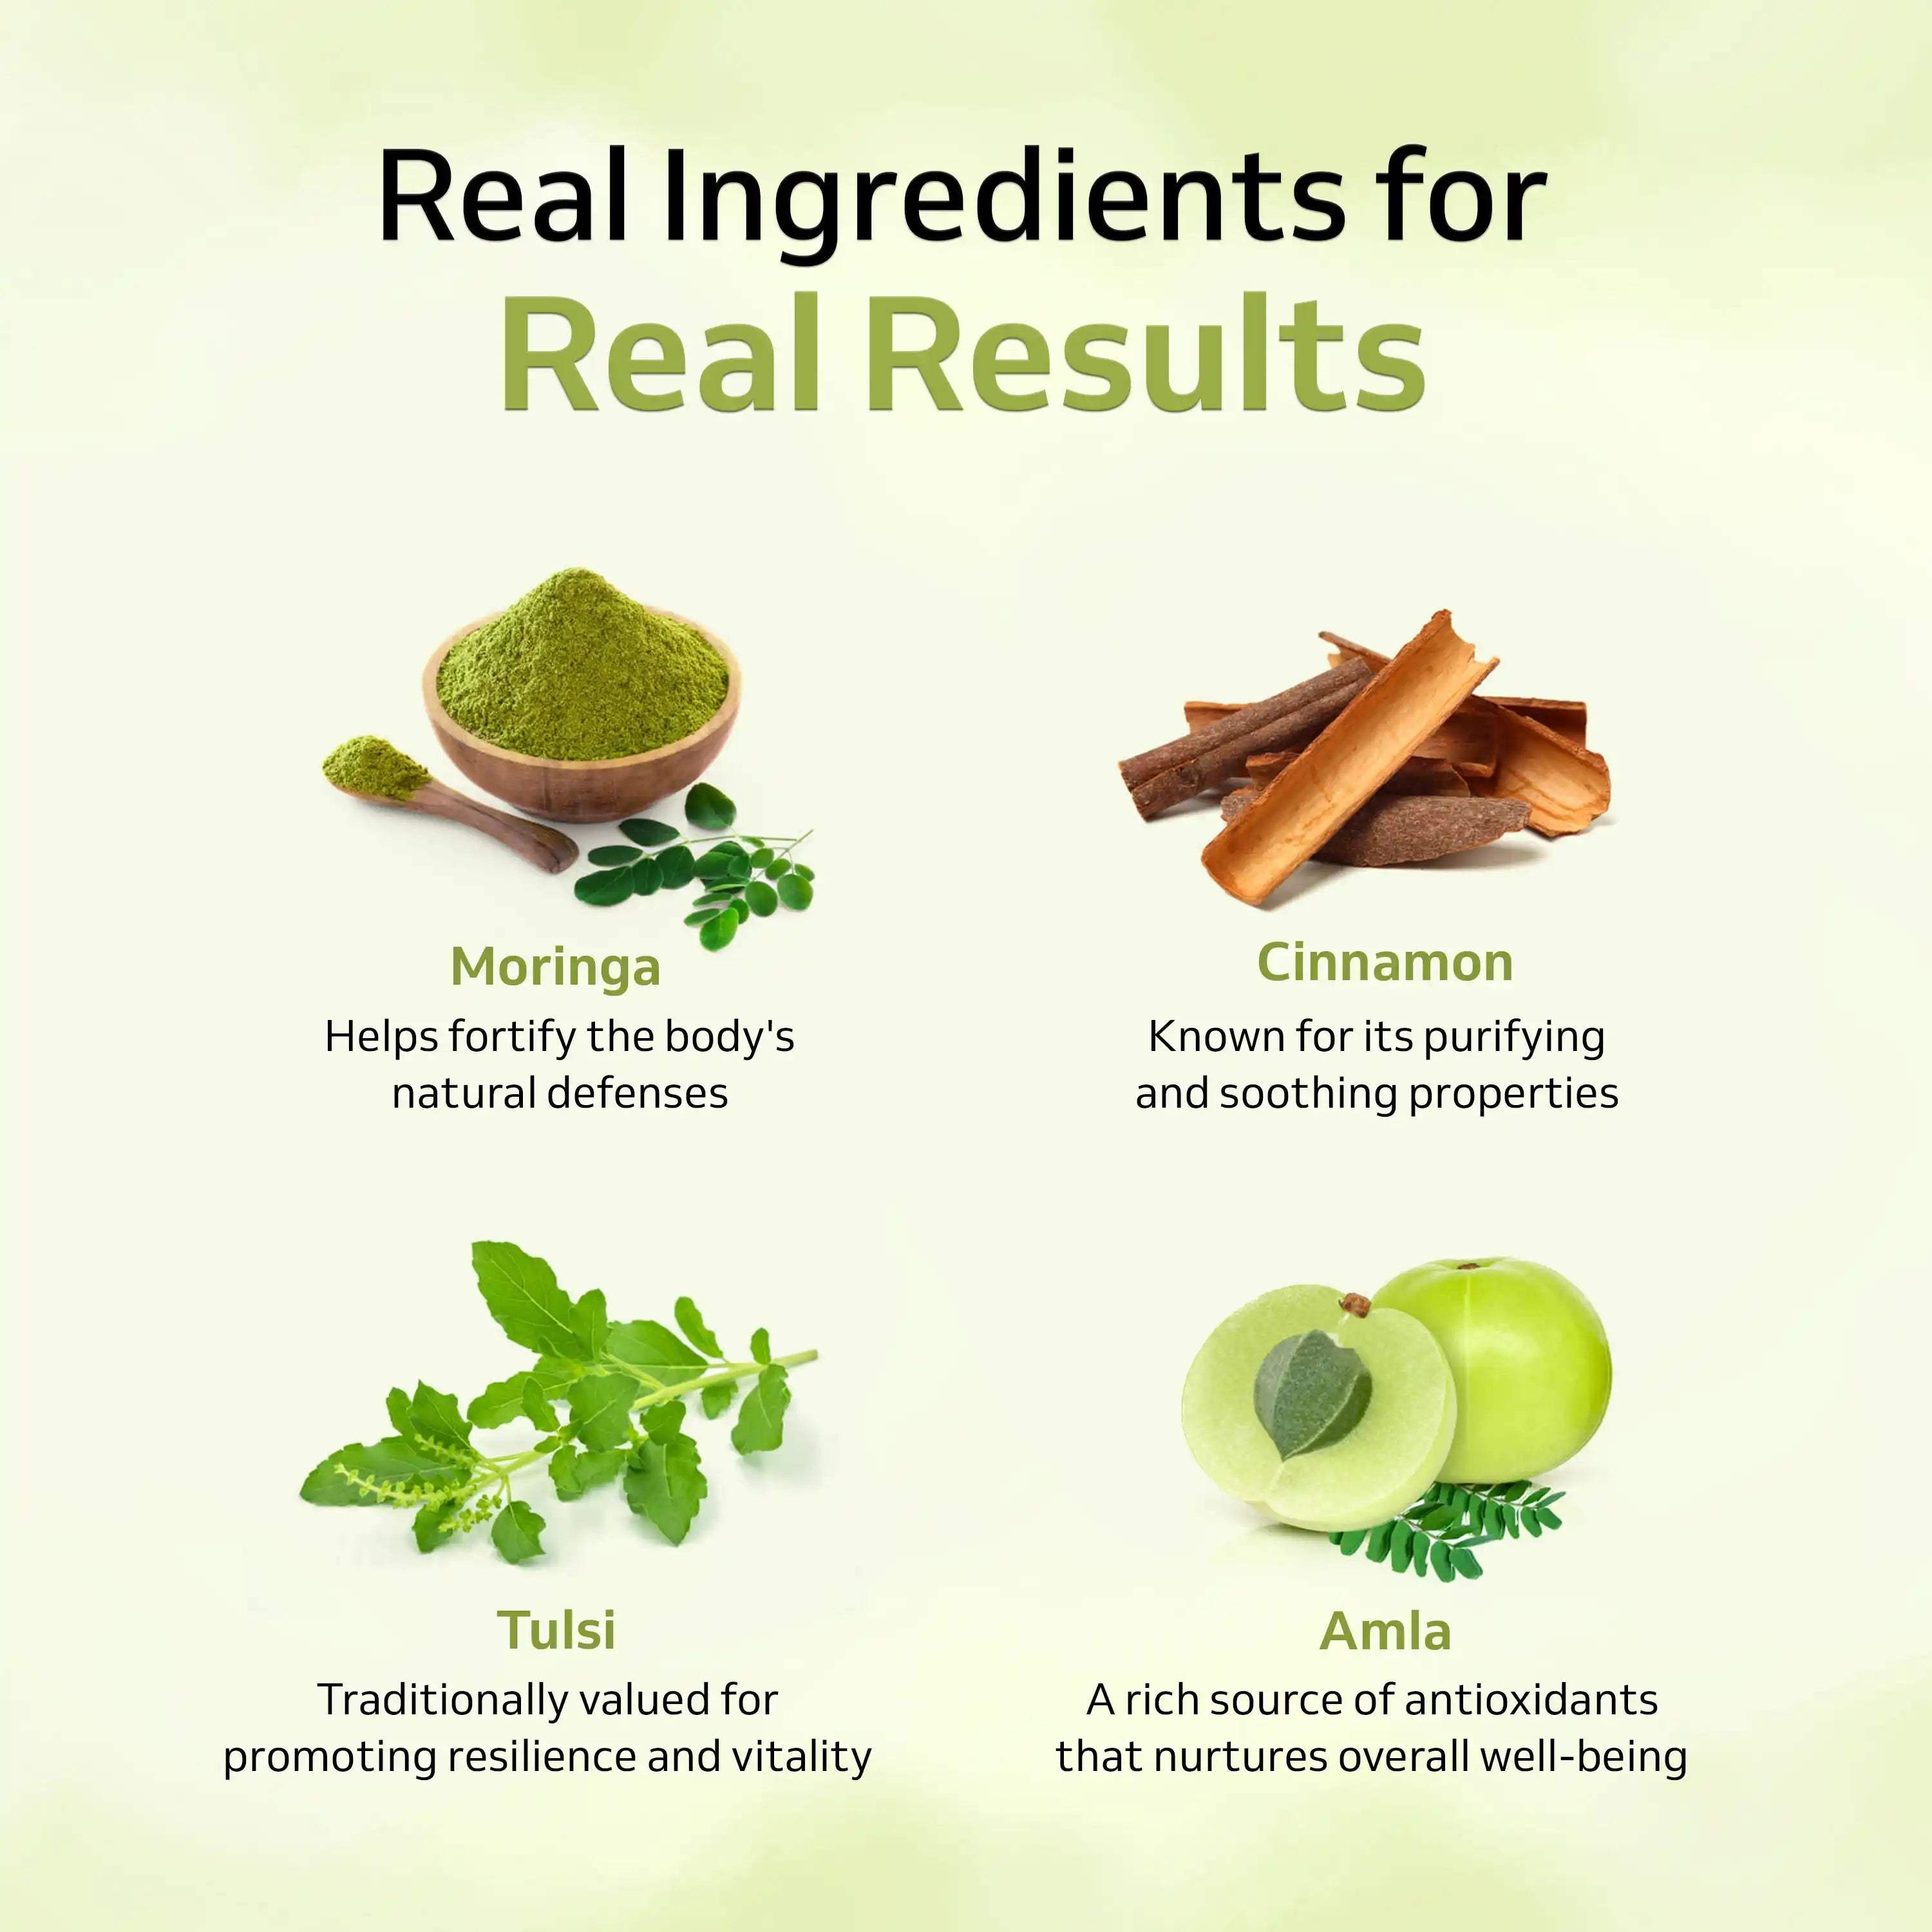 Real Ingredients for
Real Results
Moringa
Helps fortify the body's
natural defenses
Cinnamon
Known for its purifying
and soothing properties
Tulsi
Traditionally valued for
promoting resilience and vitality
Amla
A rich source of antioxidants
that nurtures overall well-being